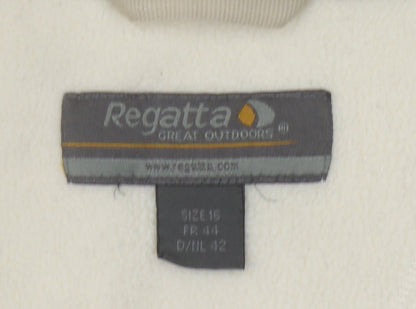 Regatta
GREAT OUTDOORS ®
www.regatta.com
SIZE 16
FR 44
D/NL 42